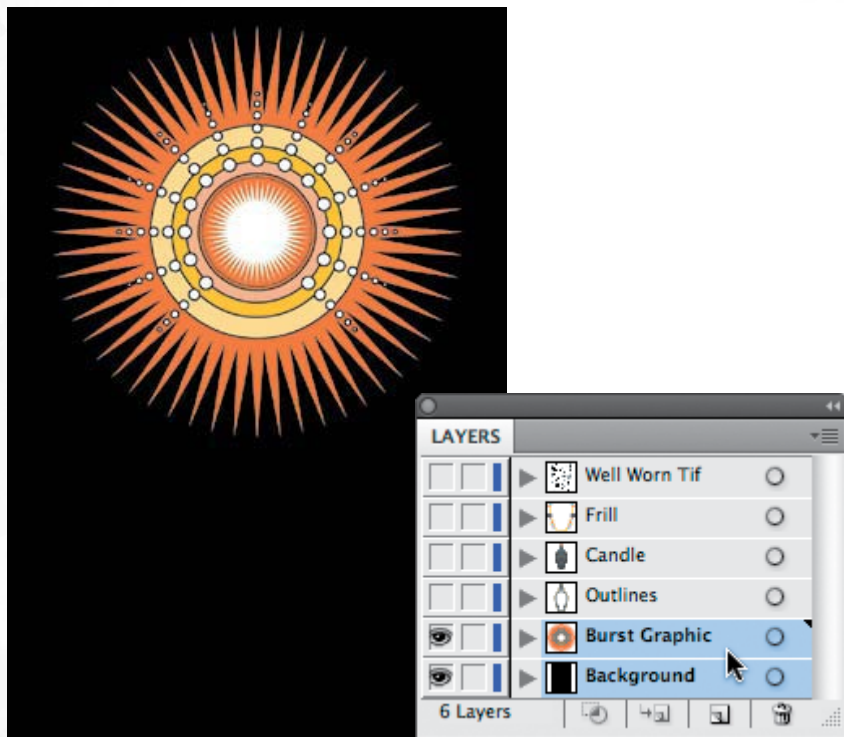 LAYERS
Well Worn Tif
Frill
Candle
Outlines
Burst Graphic
Background
6 Layers